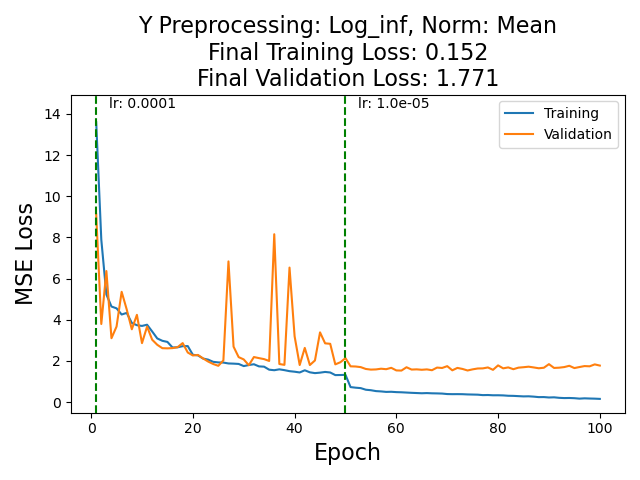 Y Preprocessing: Log_inf, Norm: Mean
Final Training Loss: 0.152
Final Validation Loss: 1.771
lr: 0.0001
lr: 1.0e-05
Training
Validation
14
12
10
8
6
4
2
0
MSE Loss
0
20
40
60
80
100
Epoch